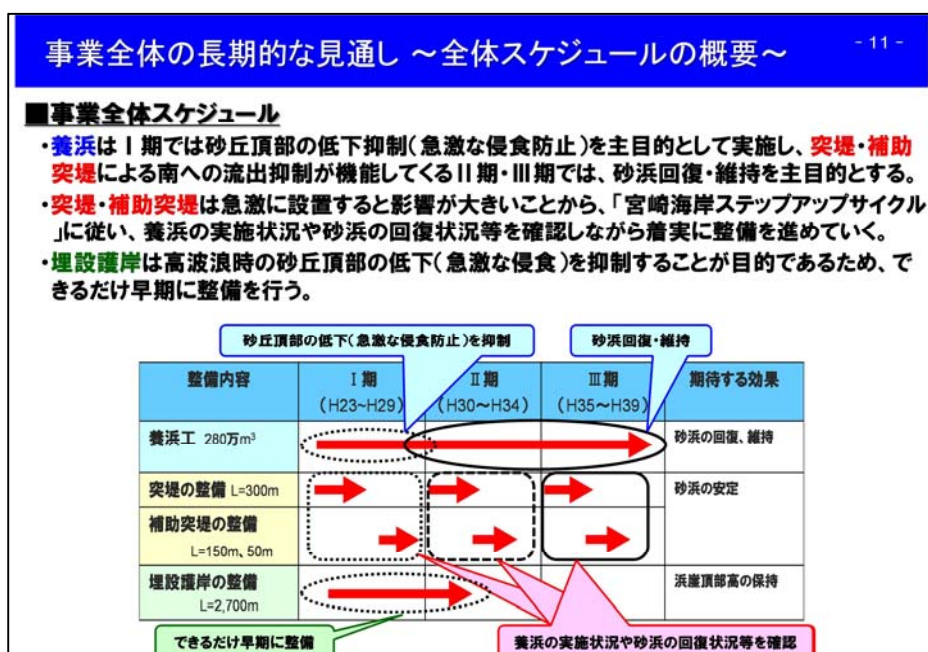 事業全体の長期的な見通し ~全体スケジュールの概要~
- 11 -
■事業全体スケジュール
・養浜はⅠ期では砂丘頂部の低下抑制(急激な侵食防止)を主目的として実施し、突堤・補助
突堤による南への流出抑制が機能してくるⅡ期・Ⅲ期では、砂浜回復・維持を主目的とする。
・突堤・補助突堤は急激に設置すると影響が大きいことから、「宮崎海岸ステップアップサイクル
」に従い、養浜の実施状況や砂浜の回復状況等を確認しながら着実に整備を進めていく。
・埋設護岸は高波浪時の砂丘頂部の低下(急激な侵食)を抑制することが目的であるため、で
きるだけ早期に整備を行う。
砂丘頂部の低下(急激な侵食防止)を抑制
砂浜回復・維持
整備内容
Ⅰ期
(H23~H29)
Ⅱ期
(H30~H34)
Ⅲ期
(H35~H39)
期待する効果
養浜工 280万m³
砂浜の回復、維持
突堤の整備 L=300m
砂浜の安定
補助突堤の整備
L=150m、50m
埋設護岸の整備
L=2,700m
浜崖頂部高の保持
できるだけ早期に整備
養浜の実施状況や砂浜の回復状況等を確認